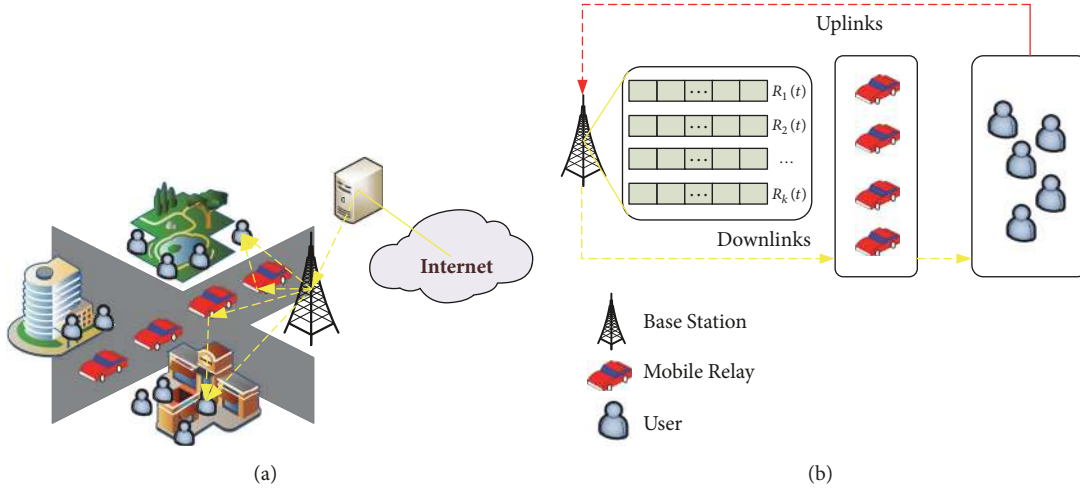 Internet
(a)
Uplinks
... R₁(t)
... R₂(t)
... ...
... Rₖ(t)
Downlinks
Base Station
Mobile Relay
User
(b)